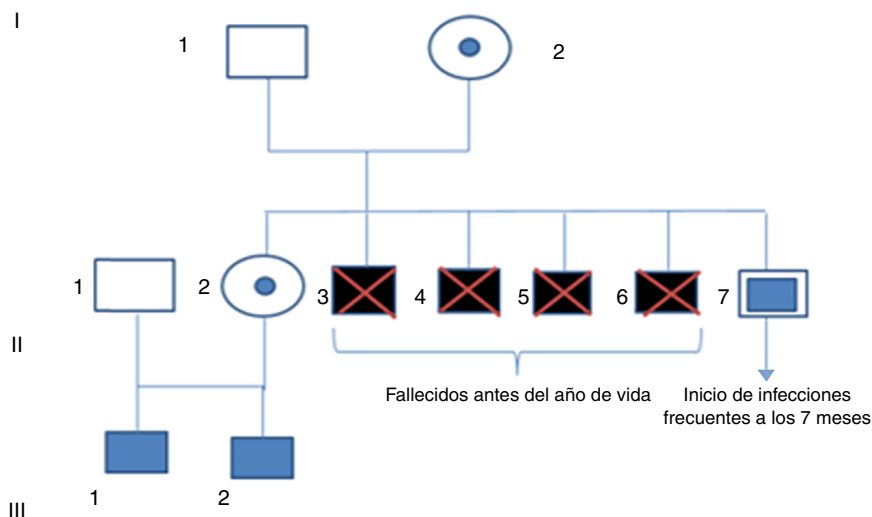 I
1
2
1
2
3
4
5
6
7
II
Fallecidos antes del año de vida
Inicio de infecciones
frecuentes a los 7 meses
1
2
III